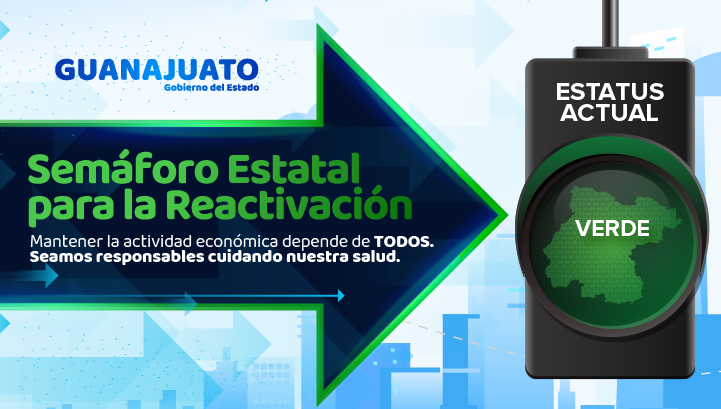 GUANAJUATO
Gobierno del Estado
Semáforo Estatal
para la Reactivación
Mantener la actividad económica depende de TODOS.
Seamos responsables cuidando nuestra salud.
ESTATUS
ACTUAL
VERDE